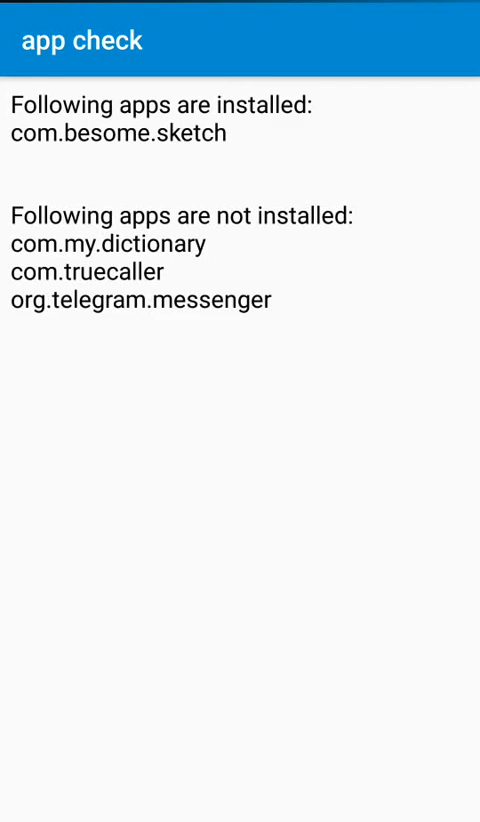 app check
Following apps are installed:
com.besome.sketch
Following apps are not installed:
com.my.dictionary
com.truecaller
org.telegram.messenger